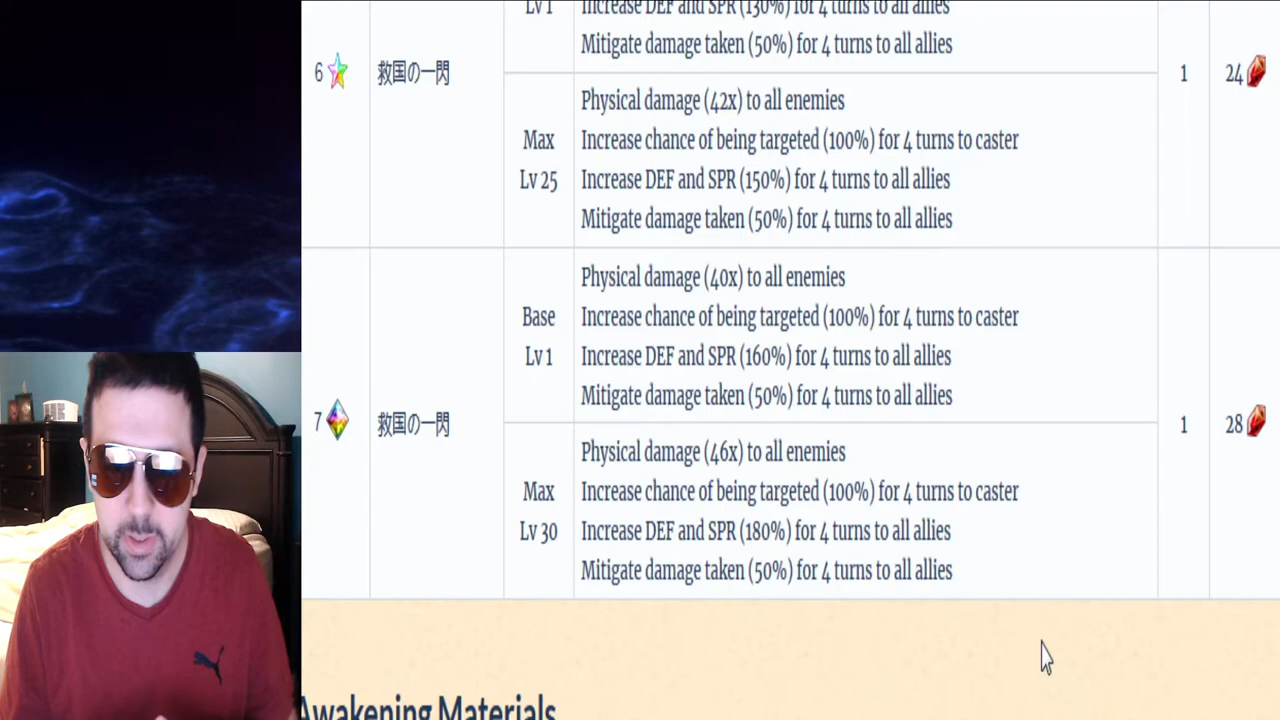 Lv 1 Increase DEF and SPR (130%) for 4 turns to all allies
Mitigate damage taken (50%) for 4 turns to all allies
6 救国の一閃 1 24
Physical damage (42x) to all enemies
Max Increase chance of being targeted (100%) for 4 turns to caster
Lv 25 Increase DEF and SPR (150%) for 4 turns to all allies
Mitigate damage taken (50%) for 4 turns to all allies
Physical damage (40x) to all enemies
Base Increase chance of being targeted (100%) for 4 turns to caster
Lv 1 Increase DEF and SPR (160%) for 4 turns to all allies
Mitigate damage taken (50%) for 4 turns to all allies
7 救国の一閃 1 28
Physical damage (46x) to all enemies
Max Increase chance of being targeted (100%) for 4 turns to caster
Lv 30 Increase DEF and SPR (180%) for 4 turns to all allies
Mitigate damage taken (50%) for 4 turns to all allies
Awakening Materials